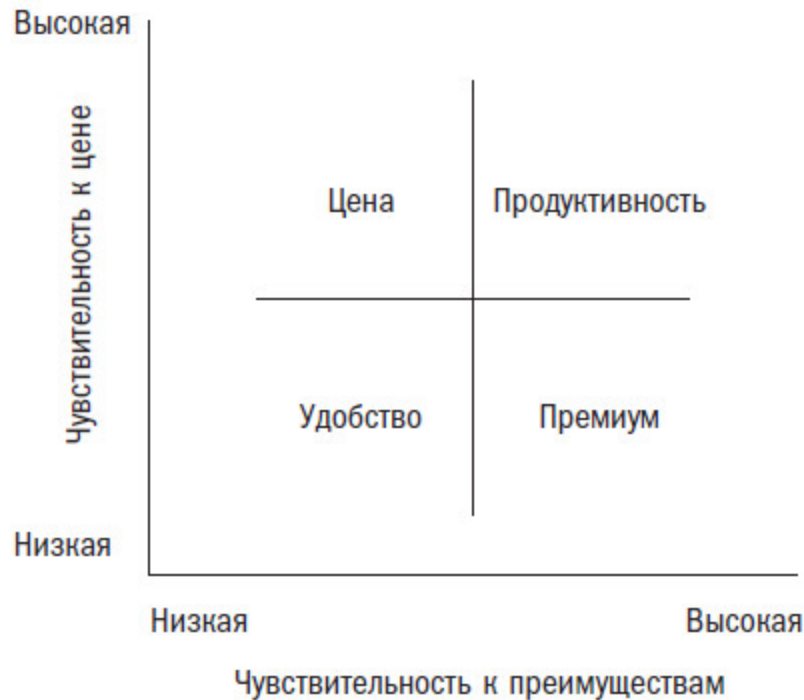 Высокая
Чувствительность к цене
Цена
Продуктивность
Удобство
Премиум
Низкая
Низкая
Высокая
Чувствительность к преимуществам